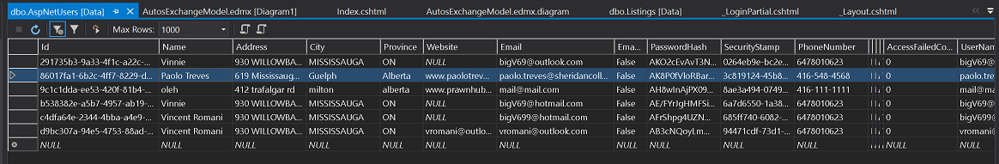 dbo.AspNetUsers [Data] AutosExchangeModel.edmx [Diagram1] Index.cshtml AutosExchangeModel.edmx.diagram dbo.Listings [Data] _LoginPartial.cshtml _Layout.cshtml
Max Rows: 1000
Id Name Address City Province Website Email Ema... PasswordHash SecurityStamp PhoneNumber AccessFailedCo... UserNam
291735b3-9a33-4f1c-a22c-... Vinnie 930 WILLOWBA... MISSISSAUGA ON NULL bigV69@outlook.com False AKO2cEvAvT3N... 0264eb9e-bc2e... 6478010623 0 bigV69@
86017fa1-6b2c-4ff7-8229-d... Paolo Treves 619 Mississaug... Guelph Alberta www.paolotrev... paolo.treves@sheridancoll... False AK8P0fVloRBar... 3c819124-45b8... 416-548-4568 0 paolo.tre
9c1c1dda-ee53-420f-81b4-... oleh 412 trafalgar rd milton alberta www.prawnhub... mail@mail.com False AH8wInAjPX09... 8ae3a494-0749... 416-111-1111 0 mail@ma
b538382e-a5b7-4957-ab19-... Vinnie 930 WILLOWBA... MISSISSAUGA ON NULL bigV69@hotmail.com False AE/FYrJgHMFSi... 6a7d6550-1a38... 6478010623 0 bigV69@
c4dfa64e-2344-4bba-a4e9-... Vincent Romani 930 WILLOWBA... MISSISSAUGA ON NULL bigV699@hotmail.com False AFrShpg4UZN... 685ff740-6082-... 6478010623 0 bigV699@
d9bc307a-94e5-4753-88ad-... Vincent Romani 930 WILLOWBA... MISSISSAUGA ON vromani@outlo... vromani@outlook.com False AB3cNQoyLm... 94471cdf-73d1-... 6478010623 0 vromani@
NULL NULL NULL NULL NULL NULL NULL NULL NULL NULL NULL NULL NULL